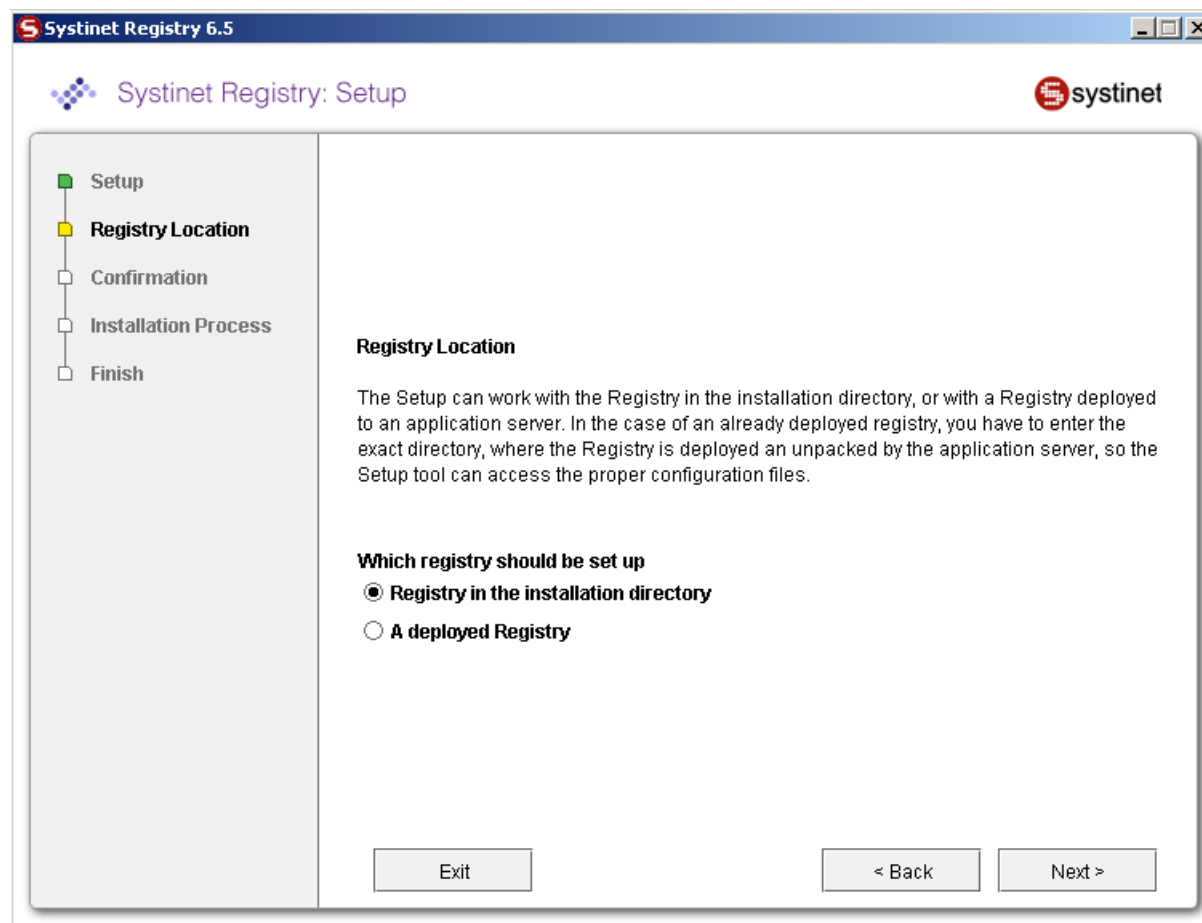 Systinet Registry 6.5
Systinet Registry: Setup
systinet
Setup
Registry Location
Confirmation
Installation Process
Finish
Registry Location
The Setup can work with the Registry in the installation directory, or with a Registry deployed
to an application server. In the case of an already deployed registry, you have to enter the
exact directory, where the Registry is deployed an unpacked by the application server, so the
Setup tool can access the proper configuration files.
Which registry should be set up
Registry in the installation directory
A deployed Registry
Exit
< Back
Next >